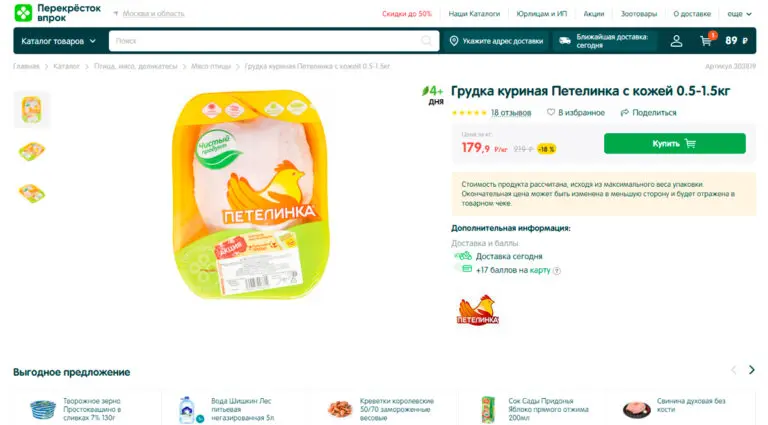 Перекрёсток
впрок
Москва и область
Скидки до 50%
Наши Каталоги
Юрлицам и ИП
Акции
Зоотовары
О доставке
еще
Каталог товаров
Поиск
Укажите адрес доставки
Ближайшая доставка:
сегодня
1
89 ₽
Главная > Каталог > Птица, мясо, деликатесы > Мясо птицы > Грудка куриная Петелинка с кожей 0.5-1.5кг
4+
ДНЯ
Грудка куриная Петелинка с кожей 0.5-1.5кг
18 отзывов
В избранное
Поделиться
Цена за кг
179,9 ₽/кг 219 ₽ -18 %
Купить
Стоимость продукта рассчитана, исходя из максимального веса упаковки.
Окончательная цена может быть изменена в меньшую сторону и будет отражена в
товарном чеке.
Дополнительная информация:
Доставка и баллы
Доставка сегодня
+17 баллов на карту ?
Чистый
продукт
ПЕТЕЛИНКА
АКЦИЯ
ПЕТЕЛИНКА
Выгодное предложение
Творожное зерно
Простоквашино в
сливках 7% 130г
Вода Шишкин Лес
питьевая
негазированная 5л
Креветки королевские
50/70 замороженные
весовые
Сок Сады Придонья
Яблоко прямого отжима
200мл
Свинина духовая без
кости